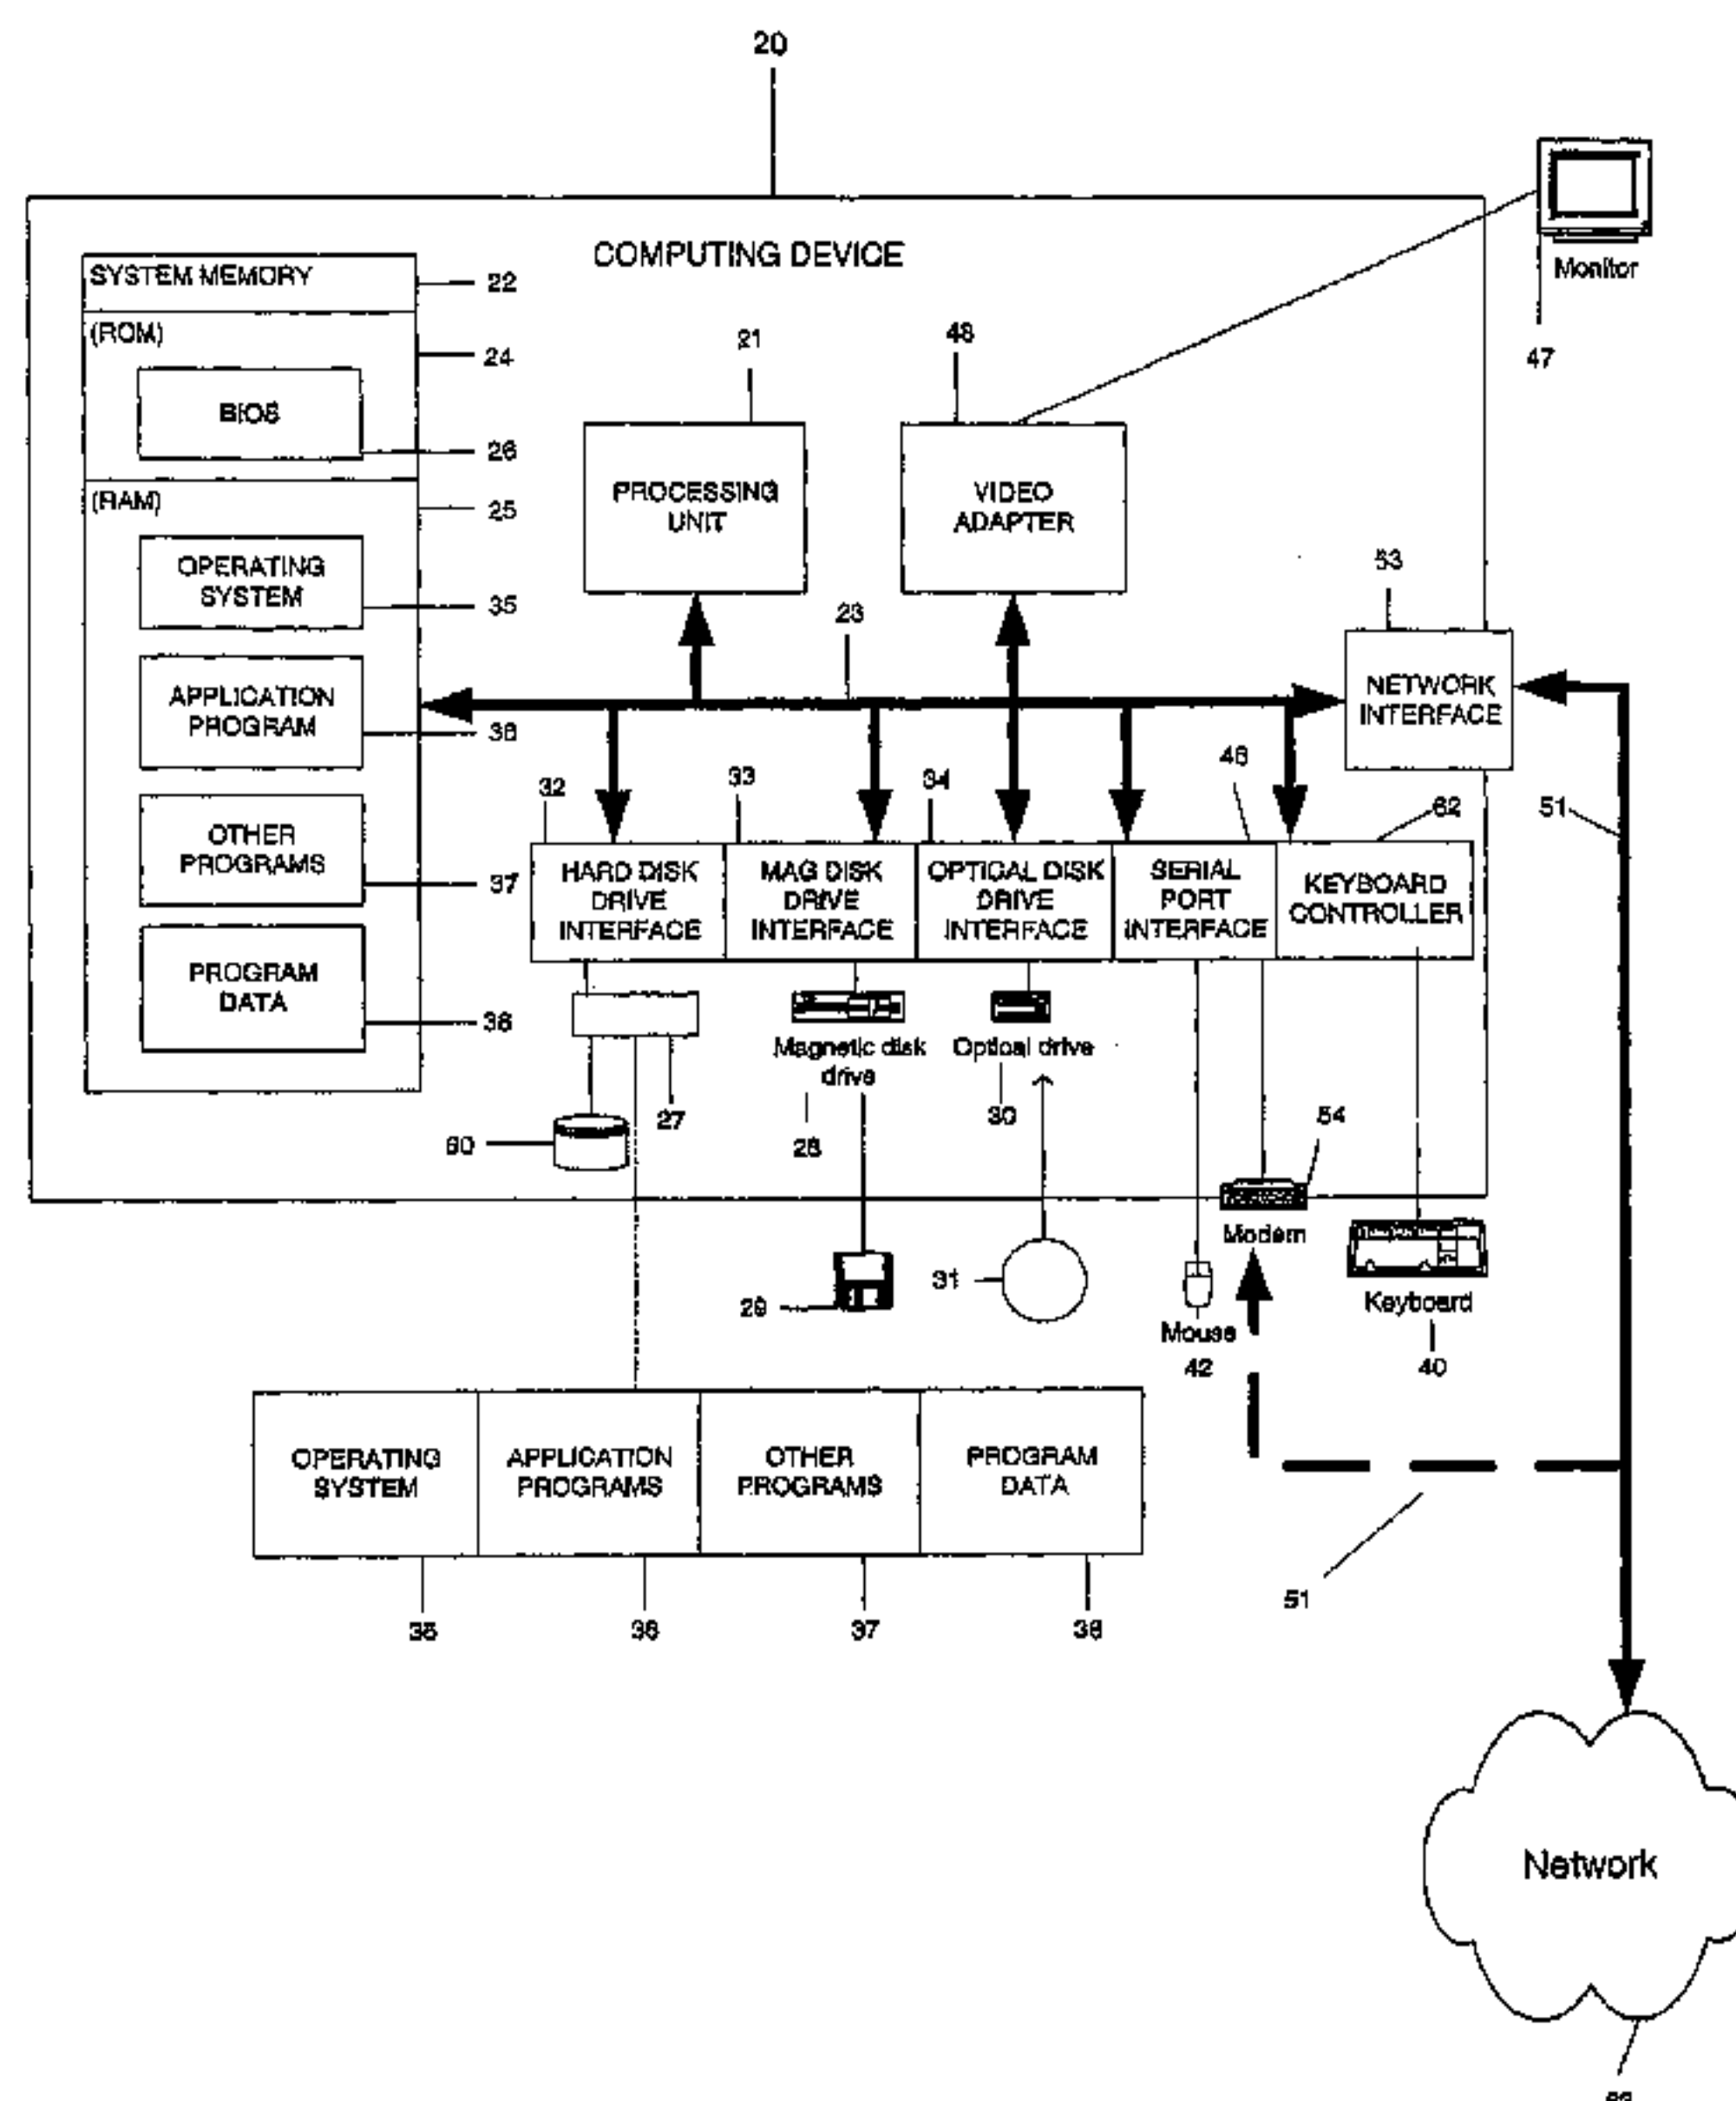 20
COMPUTING DEVICE
Monitor
47
SYSTEM MEMORY
22
(ROM)
24
BIOS
26
(RAM)
25
OPERATING
SYSTEM
35
APPLICATION
PROGRAM
36
OTHER
PROGRAMS
37
PROGRAM
DATA
38
21
PROCESSING
UNIT
48
VIDEO
ADAPTER
23
53
NETWORK
INTERFACE
51
32
HARD DISK
DRIVE
INTERFACE
33
MAG DISK
DRIVE
INTERFACE
34
OPTICAL DISK
DRIVE
INTERFACE
46
SERIAL
PORT
INTERFACE
62
KEYBOARD
CONTROLLER
27
60
Magnetic disk
drive
28
Optical drive
30
54
Modem
29
31
Mouse
42
Keyboard
40
OPERATING
SYSTEM
APPLICATION
PROGRAMS
OTHER
PROGRAMS
PROGRAM
DATA
35
36
37
38
51
Network